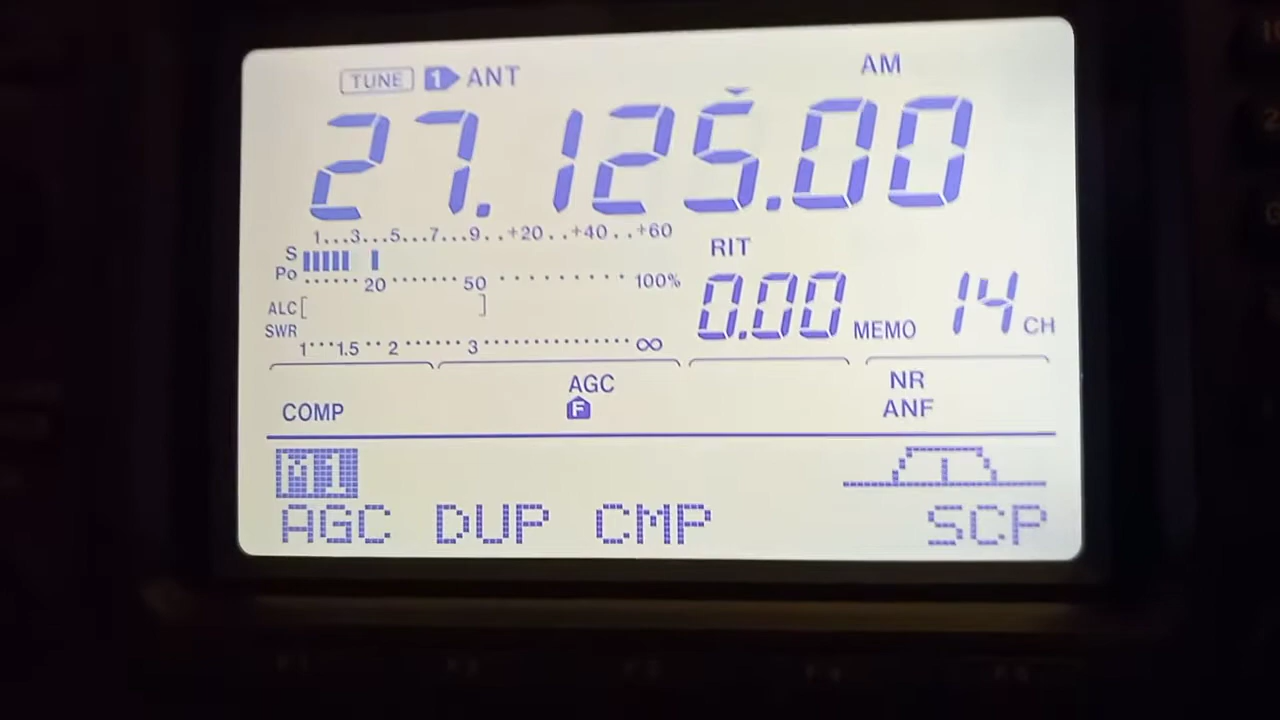 TUNE 1 ANT AM
27.125.00
1...3...5...7...9..+20..+40..+60
S
RIT
Po 20 50 100%
0.00 MEMO 14 CH
ALC
SWR
1 1.5 2 3 ∞
AGC NR
COMP F ANF
M1
AGC DUP CMP SCP